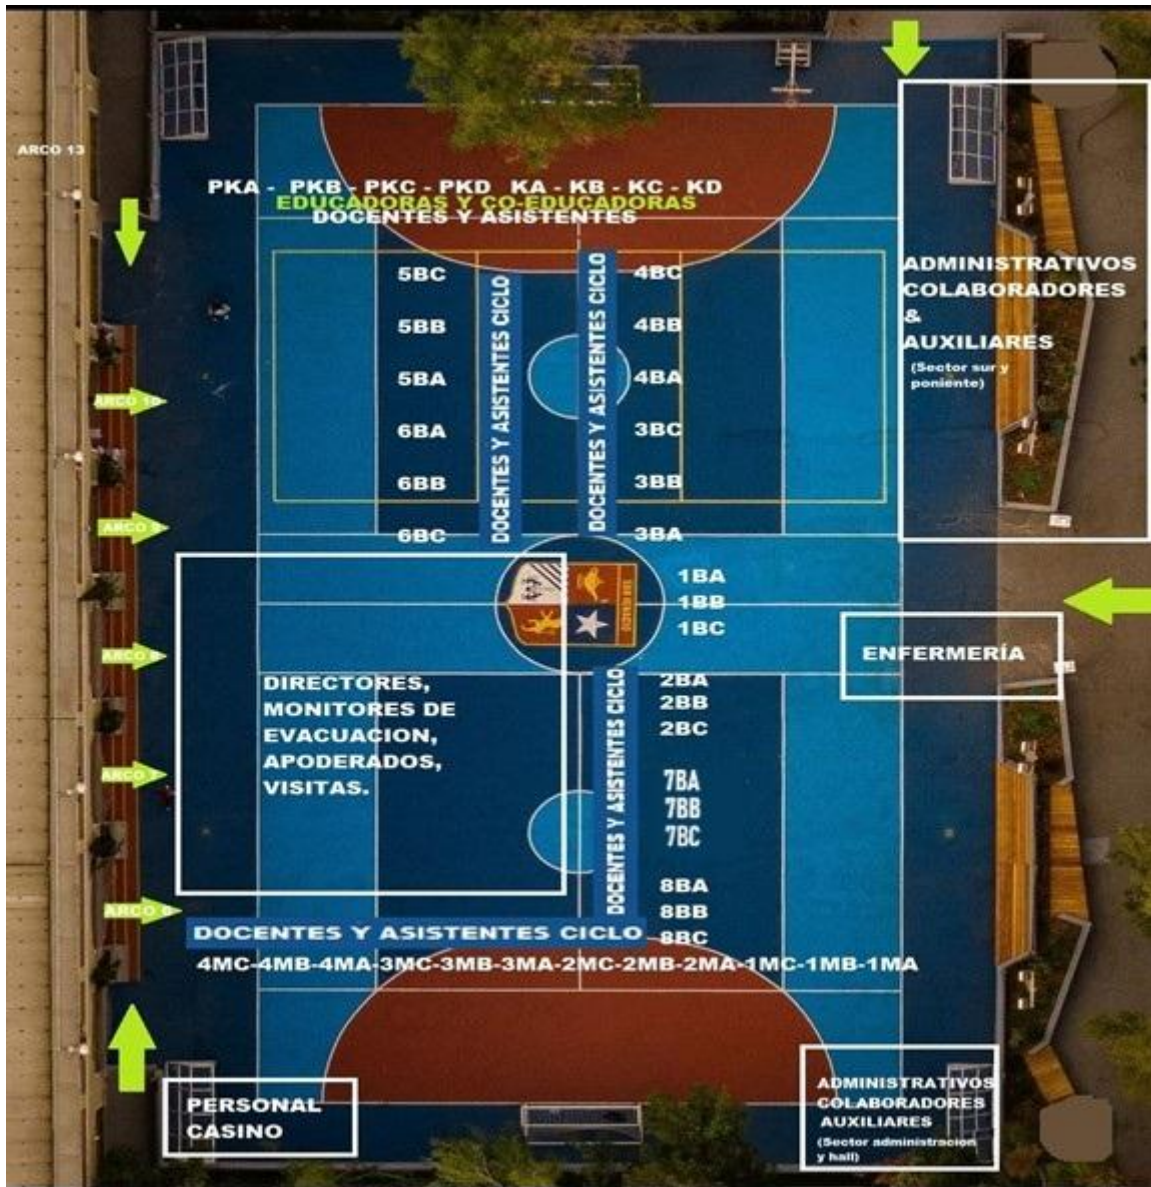 ARCO 13
PKA - PKB - PKC - PKD KA - KB - KC - KD
EDUCADORAS Y CO-EDUCADORAS
DOCENTES Y ASISTENTES
5BC
5BB
5BA
6BA
6BB
6BC
DOCENTES Y ASISTENTES CICLO
DOCENTES Y ASISTENTES CICLO
4BC
4BB
4BA
3BC
3BB
3BA
ADMINISTRATIVOS
COLABORADORES
&
AUXILIARES
(Sector sur y
poniente)
ARCO 10
ARCO 9
ARCO 8
ARCO 7
ARCO 6
1BA
1BB
1BC
ENFERMERÍA
DIRECTORES,
MONITORES DE
EVACUACION,
APODERADOS,
VISITAS.
DOCENTES Y ASISTENTES CICLO
2BA
2BB
2BC
7BA
7BB
7BC
8BA
8BB
8BC
DOCENTES Y ASISTENTES CICLO
4MC-4MB-4MA-3MC-3MB-3MA-2MC-2MB-2MA-1MC-1MB-1MA
PERSONAL
CASINO
ADMINISTRATIVOS
COLABORADORES
AUXILIARES
(Sector administracion
y hall)